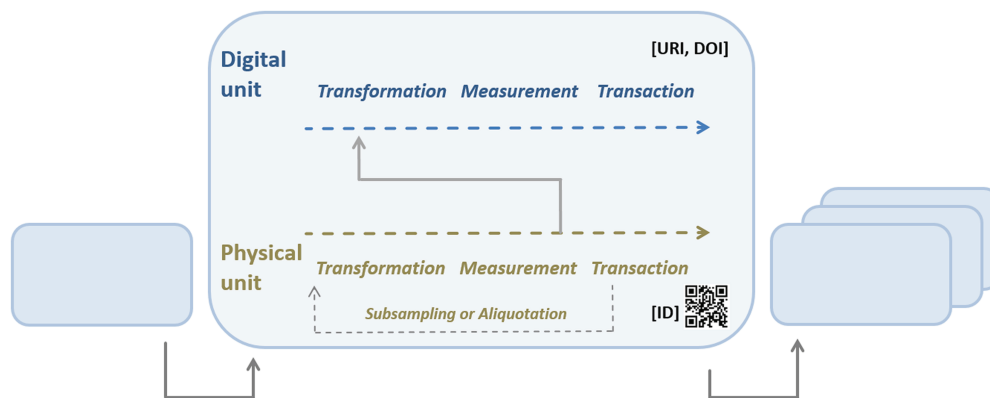 Digital
unit
[URI, DOI]
Transformation Measurement Transaction
Physical
unit
Transformation Measurement Transaction
Subsampling or Aliquotation
[ID]